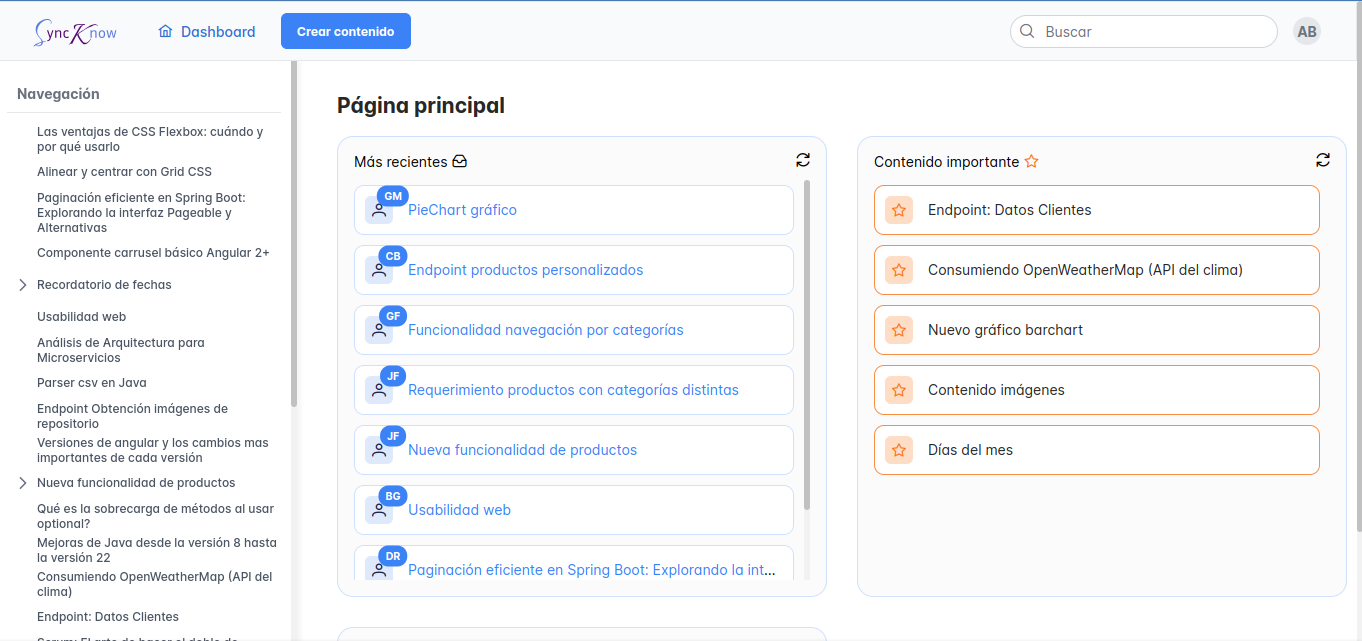 SyncKnow
Dashboard
Crear contenido
Buscar
AB
Navegación
Las ventajas de CSS Flexbox: cuándo y
por qué usarlo
Alinear y centrar con Grid CSS
Paginación eficiente en Spring Boot:
Explorando la interfaz Pageable y
Alternativas
Componente carrusel básico Angular 2+
Recordatorio de fechas
Usabilidad web
Análisis de Arquitectura para
Microservicios
Parser csv en Java
Endpoint Obtención imágenes de
repositorio
Versiones de angular y los cambios mas
importantes de cada versión
Nueva funcionalidad de productos
Qué es la sobrecarga de métodos al usar
optional?
Mejoras de Java desde la versión 8 hasta
la versión 22
Consumiendo OpenWeatherMap (API del
clima)
Endpoint: Datos Clientes
Scrum: El arte de hacer el doble de
Página principal
Más recientes
GM
PieChart gráfico
CB
Endpoint productos personalizados
GF
Funcionalidad navegación por categorías
JF
Requerimiento productos con categorías distintas
JF
Nueva funcionalidad de productos
BG
Usabilidad web
DR
Paginación eficiente en Spring Boot: Explorando la int...
Contenido importante
Endpoint: Datos Clientes
Consumiendo OpenWeatherMap (API del clima)
Nuevo gráfico barchart
Contenido imágenes
Días del mes